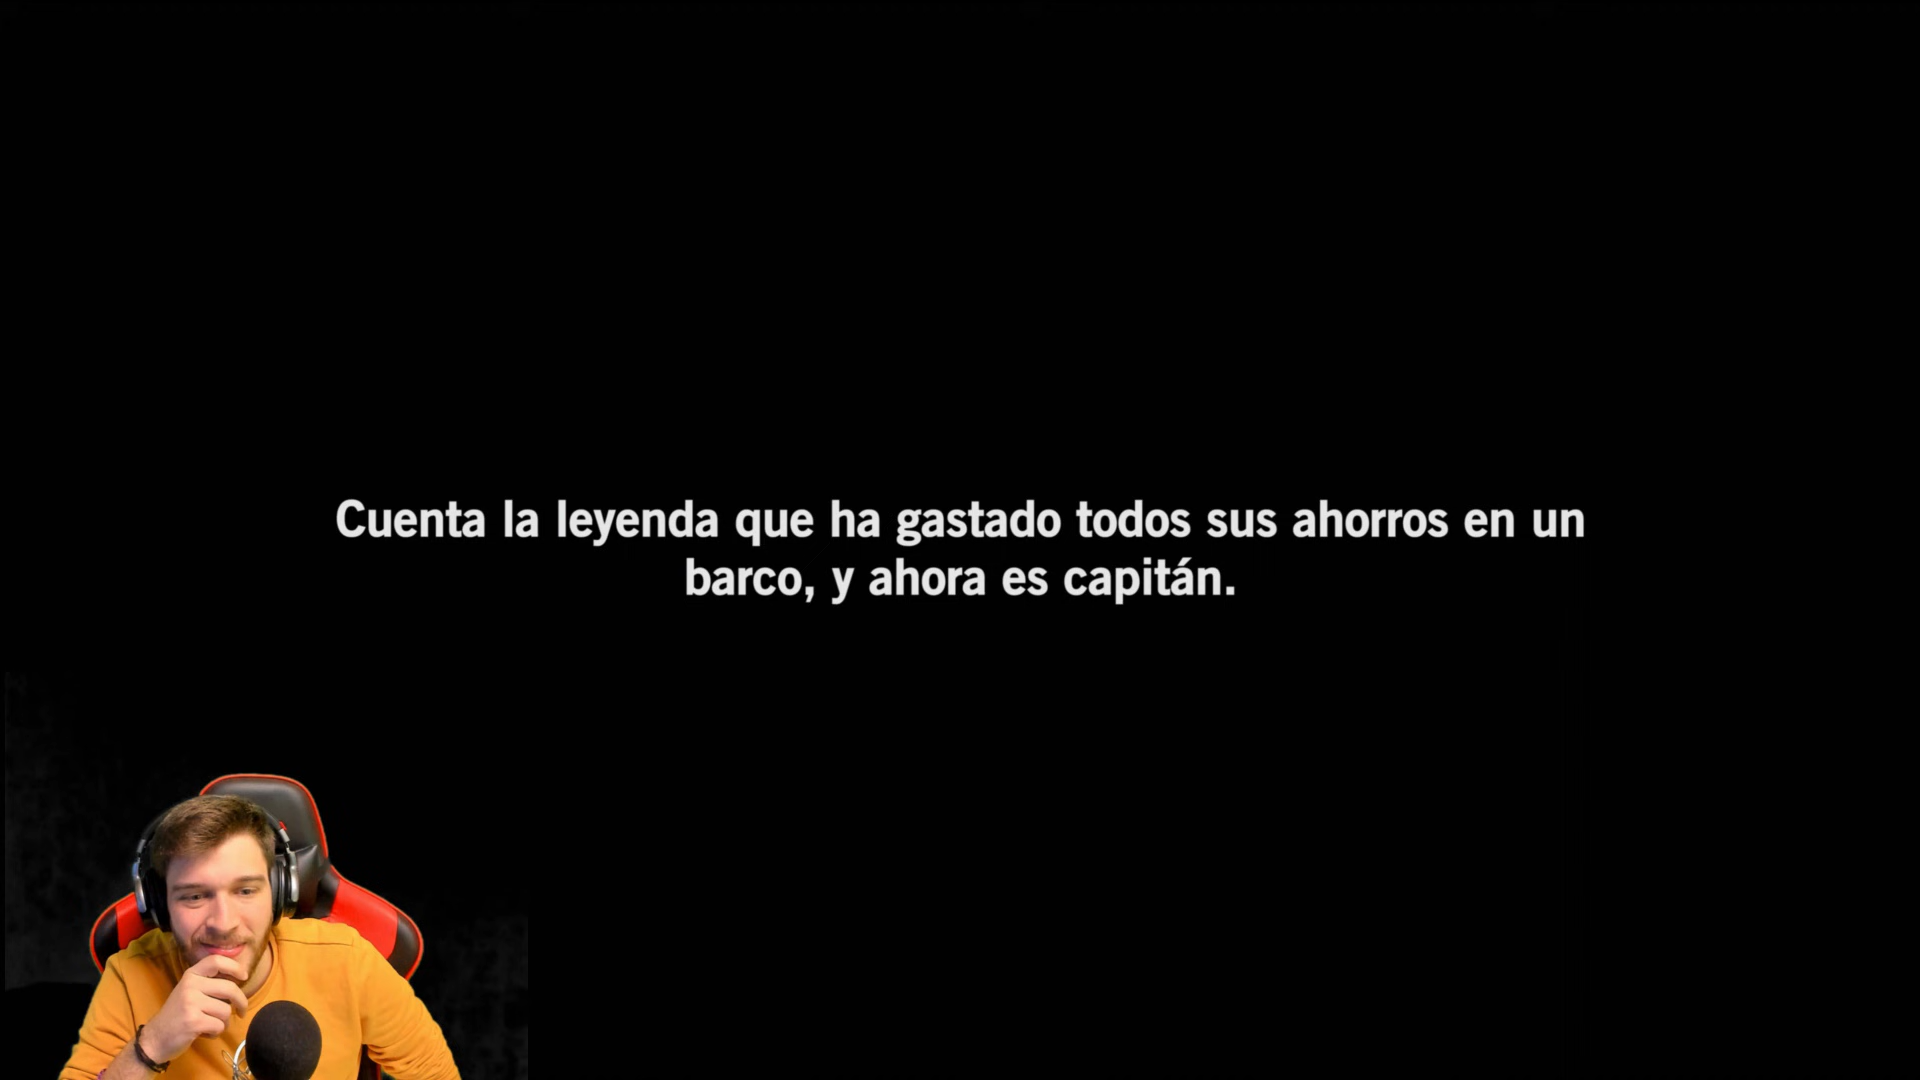 Cuenta la leyenda que ha gastado todos sus ahorros en un
barco, y ahora es capitán.